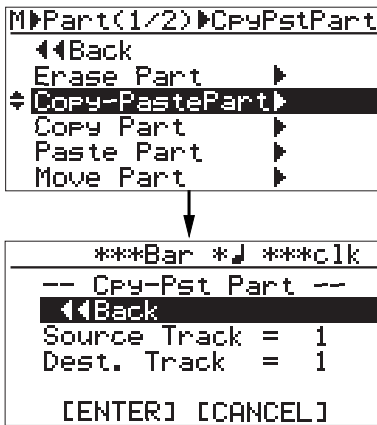 M▶Part(1/2)▶CpyPstPart
◀◀Back
Erase Part ▶
Copy-PastePart▶
Copy Part ▶
Paste Part ▶
Move Part ▶
***Bar *♩ ***clk
-- Cpy-Pst Part --
◀◀Back
Source Track = 1
Dest. Track = 1
[ENTER] [CANCEL]